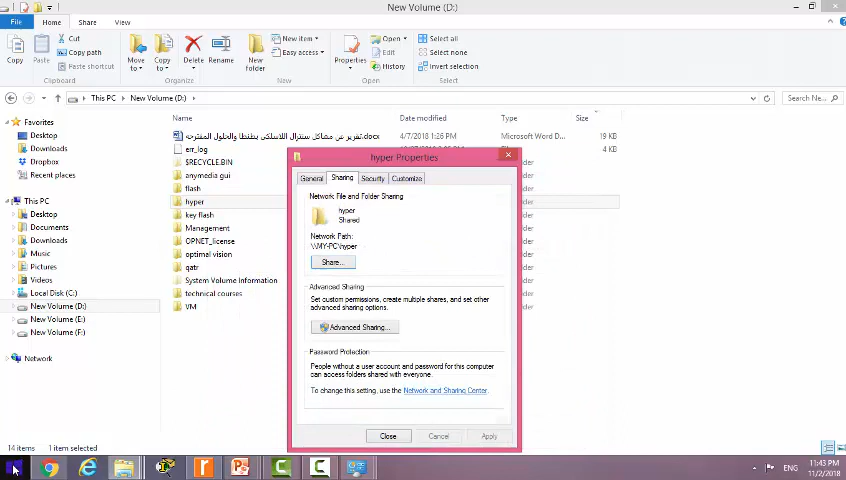 New Volume (D:)
File Home Share View
Copy Paste Cut Copy path Paste shortcut Move to Copy to Delete Rename New folder New item Easy access Properties Open Edit History Select all Select none Invert selection
Clipboard Organize New Open Select
This PC New Volume (D:) Search Ne...
Name Date modified Type Size
تقرير عن مشاكل سنترال اللاسلكى بطنطا والحلول المقترحه.docx 4/7/2018 1:26 PM Microsoft Word D... 19 KB
err_log 4 KB
$RECYCLE.BIN
anymedia gui
flash
hyper
key flash
Management
OPNET_license
optimal vision
qatr
System Volume Information
technical courses
VM
Favorites
Desktop
Downloads
Dropbox
Recent places
This PC
Desktop
Documents
Downloads
Music
Pictures
Videos
Local Disk (C:)
New Volume (D:)
New Volume (E:)
New Volume (F:)
Network
hyper Properties
General Sharing Security Customize
Network File and Folder Sharing
hyper
Shared
Network Path:
\\MY-PC\hyper
Share...
Advanced Sharing
Set custom permissions, create multiple shares, and set other
advanced sharing options.
Advanced Sharing...
Password Protection
People without a user account and password for this computer
can access folders shared with everyone.
To change this setting, use the Network and Sharing Center.
Close Cancel Apply
14 items 1 item selected
ENG 11:43 PM
11/2/2018